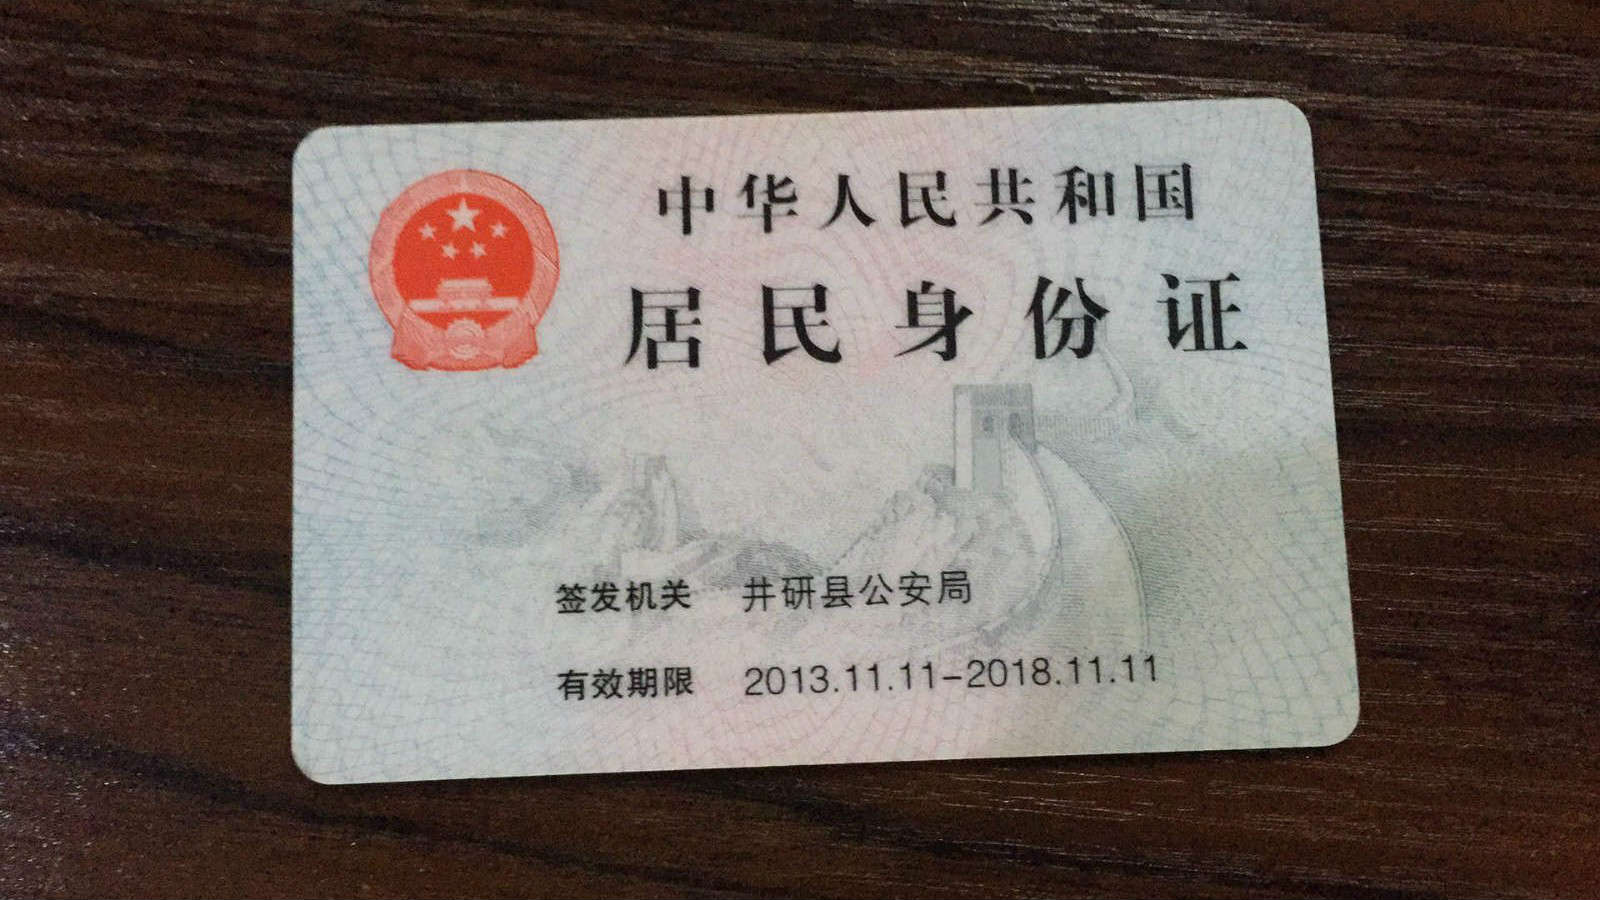 中华人民共和国
居民身份证
签发机关 井研县公安局
有效期限 2013.11.11-2018.11.11